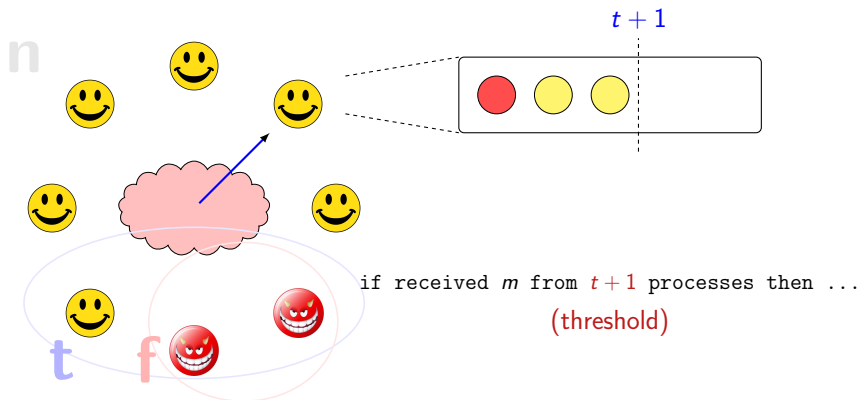 t + 1
n
if received m from t + 1 processes then ...
(threshold)
t f